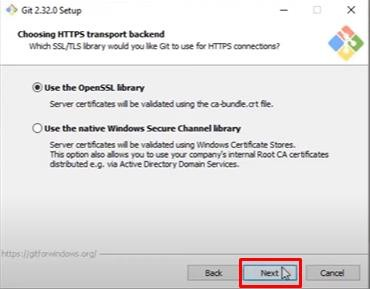 Git 2.32.0 Setup
Choosing HTTPS transport backend
Which SSL/TLS library would you like Git to use for HTTPS connections?
Use the OpenSSL library
Server certificates will be validated using the ca-bundle.crt file.
Use the native Windows Secure Channel library
Server certificates will be validated using Windows Certificate Stores.
This option also allows you to use your company's internal Root CA certificates
distributed e.g. via Active Directory Domain Services.
https://gitforwindows.org/
Back
Next
Cancel